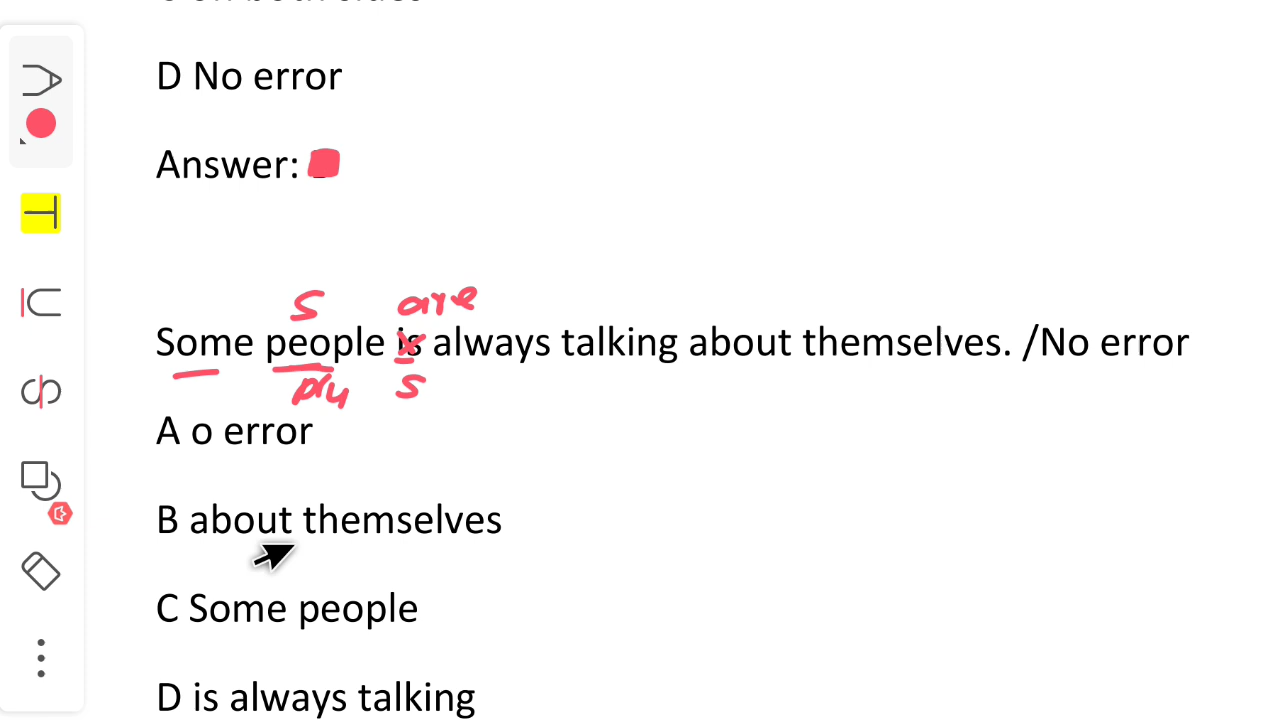 D No error
Answer:
S are
Some people is always talking about themselves. /No error
plu S
A o error
B about themselves
C Some people
D is always talking